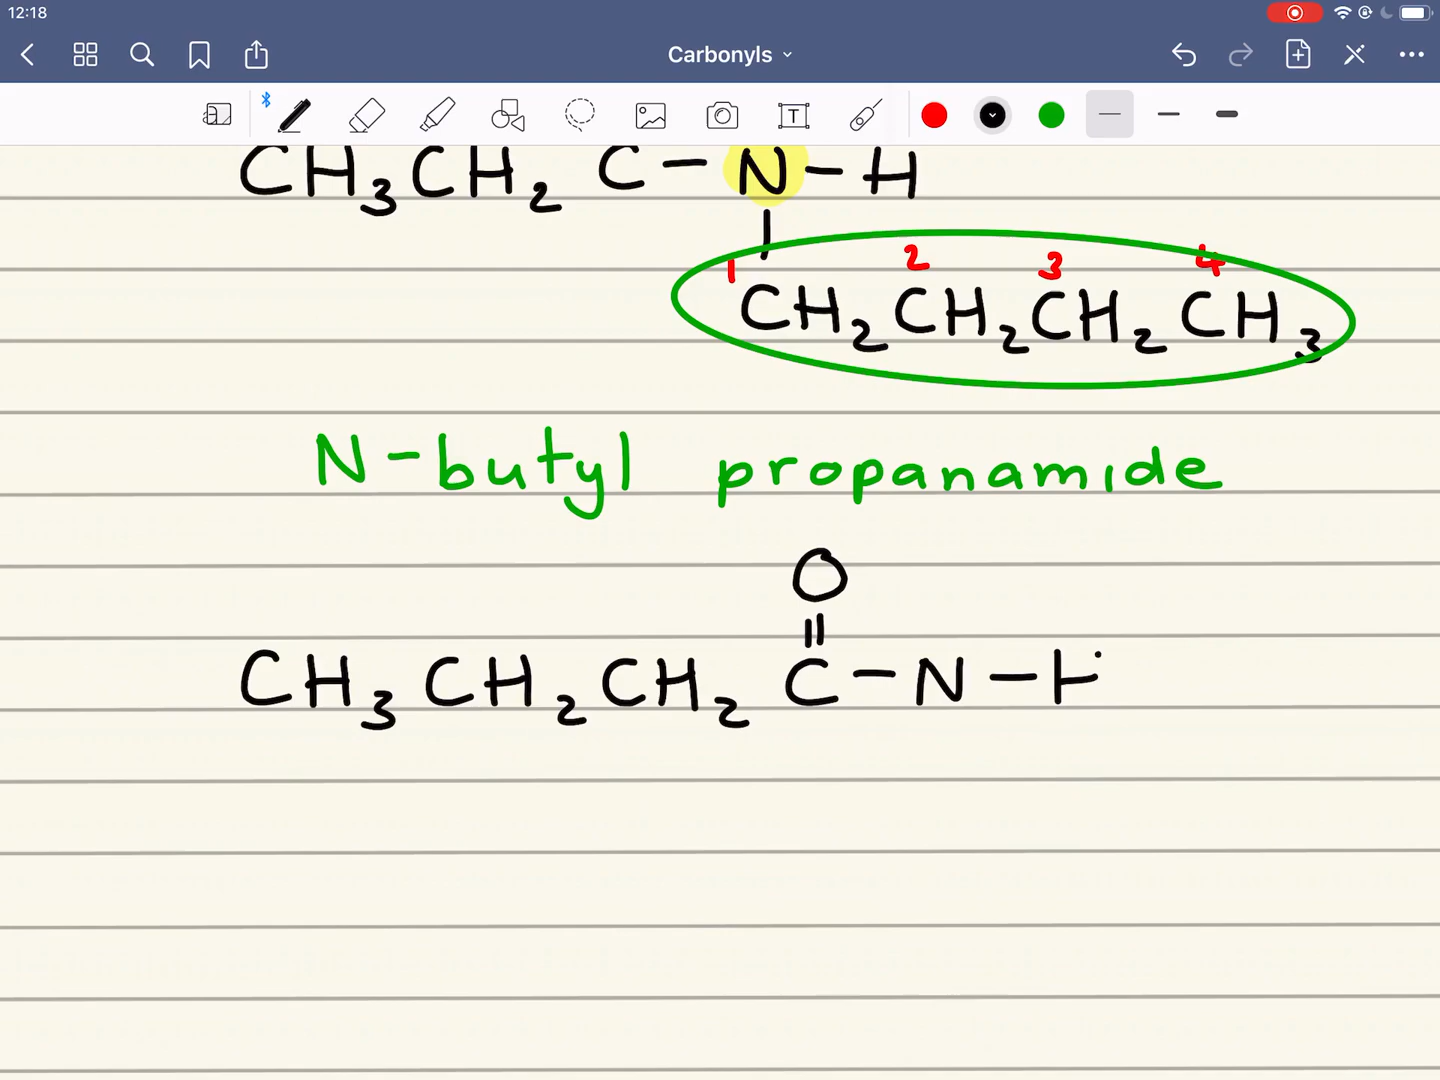 12:18
Carbonyls
T
CH3CH2 C - N - H
1 2 3 4
CH2CH2CH2CH3
N-butyl propanamide
O
CH3CH2CH2 C - N -